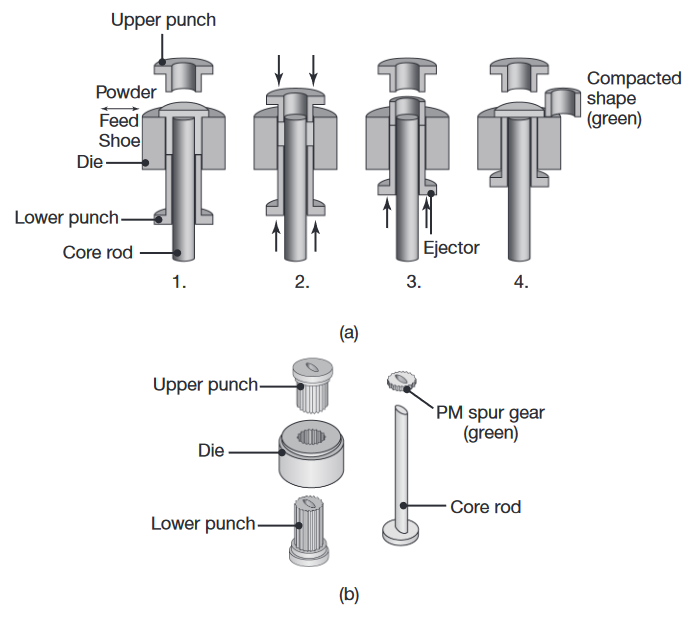 Upper punch
Powder
Feed
Shoe
Die
Lower punch
Core rod
Compacted
shape
(green)
Ejector
1.
2.
3.
4.
(a)
Upper punch
Die
Lower punch
PM spur gear
(green)
Core rod
(b)